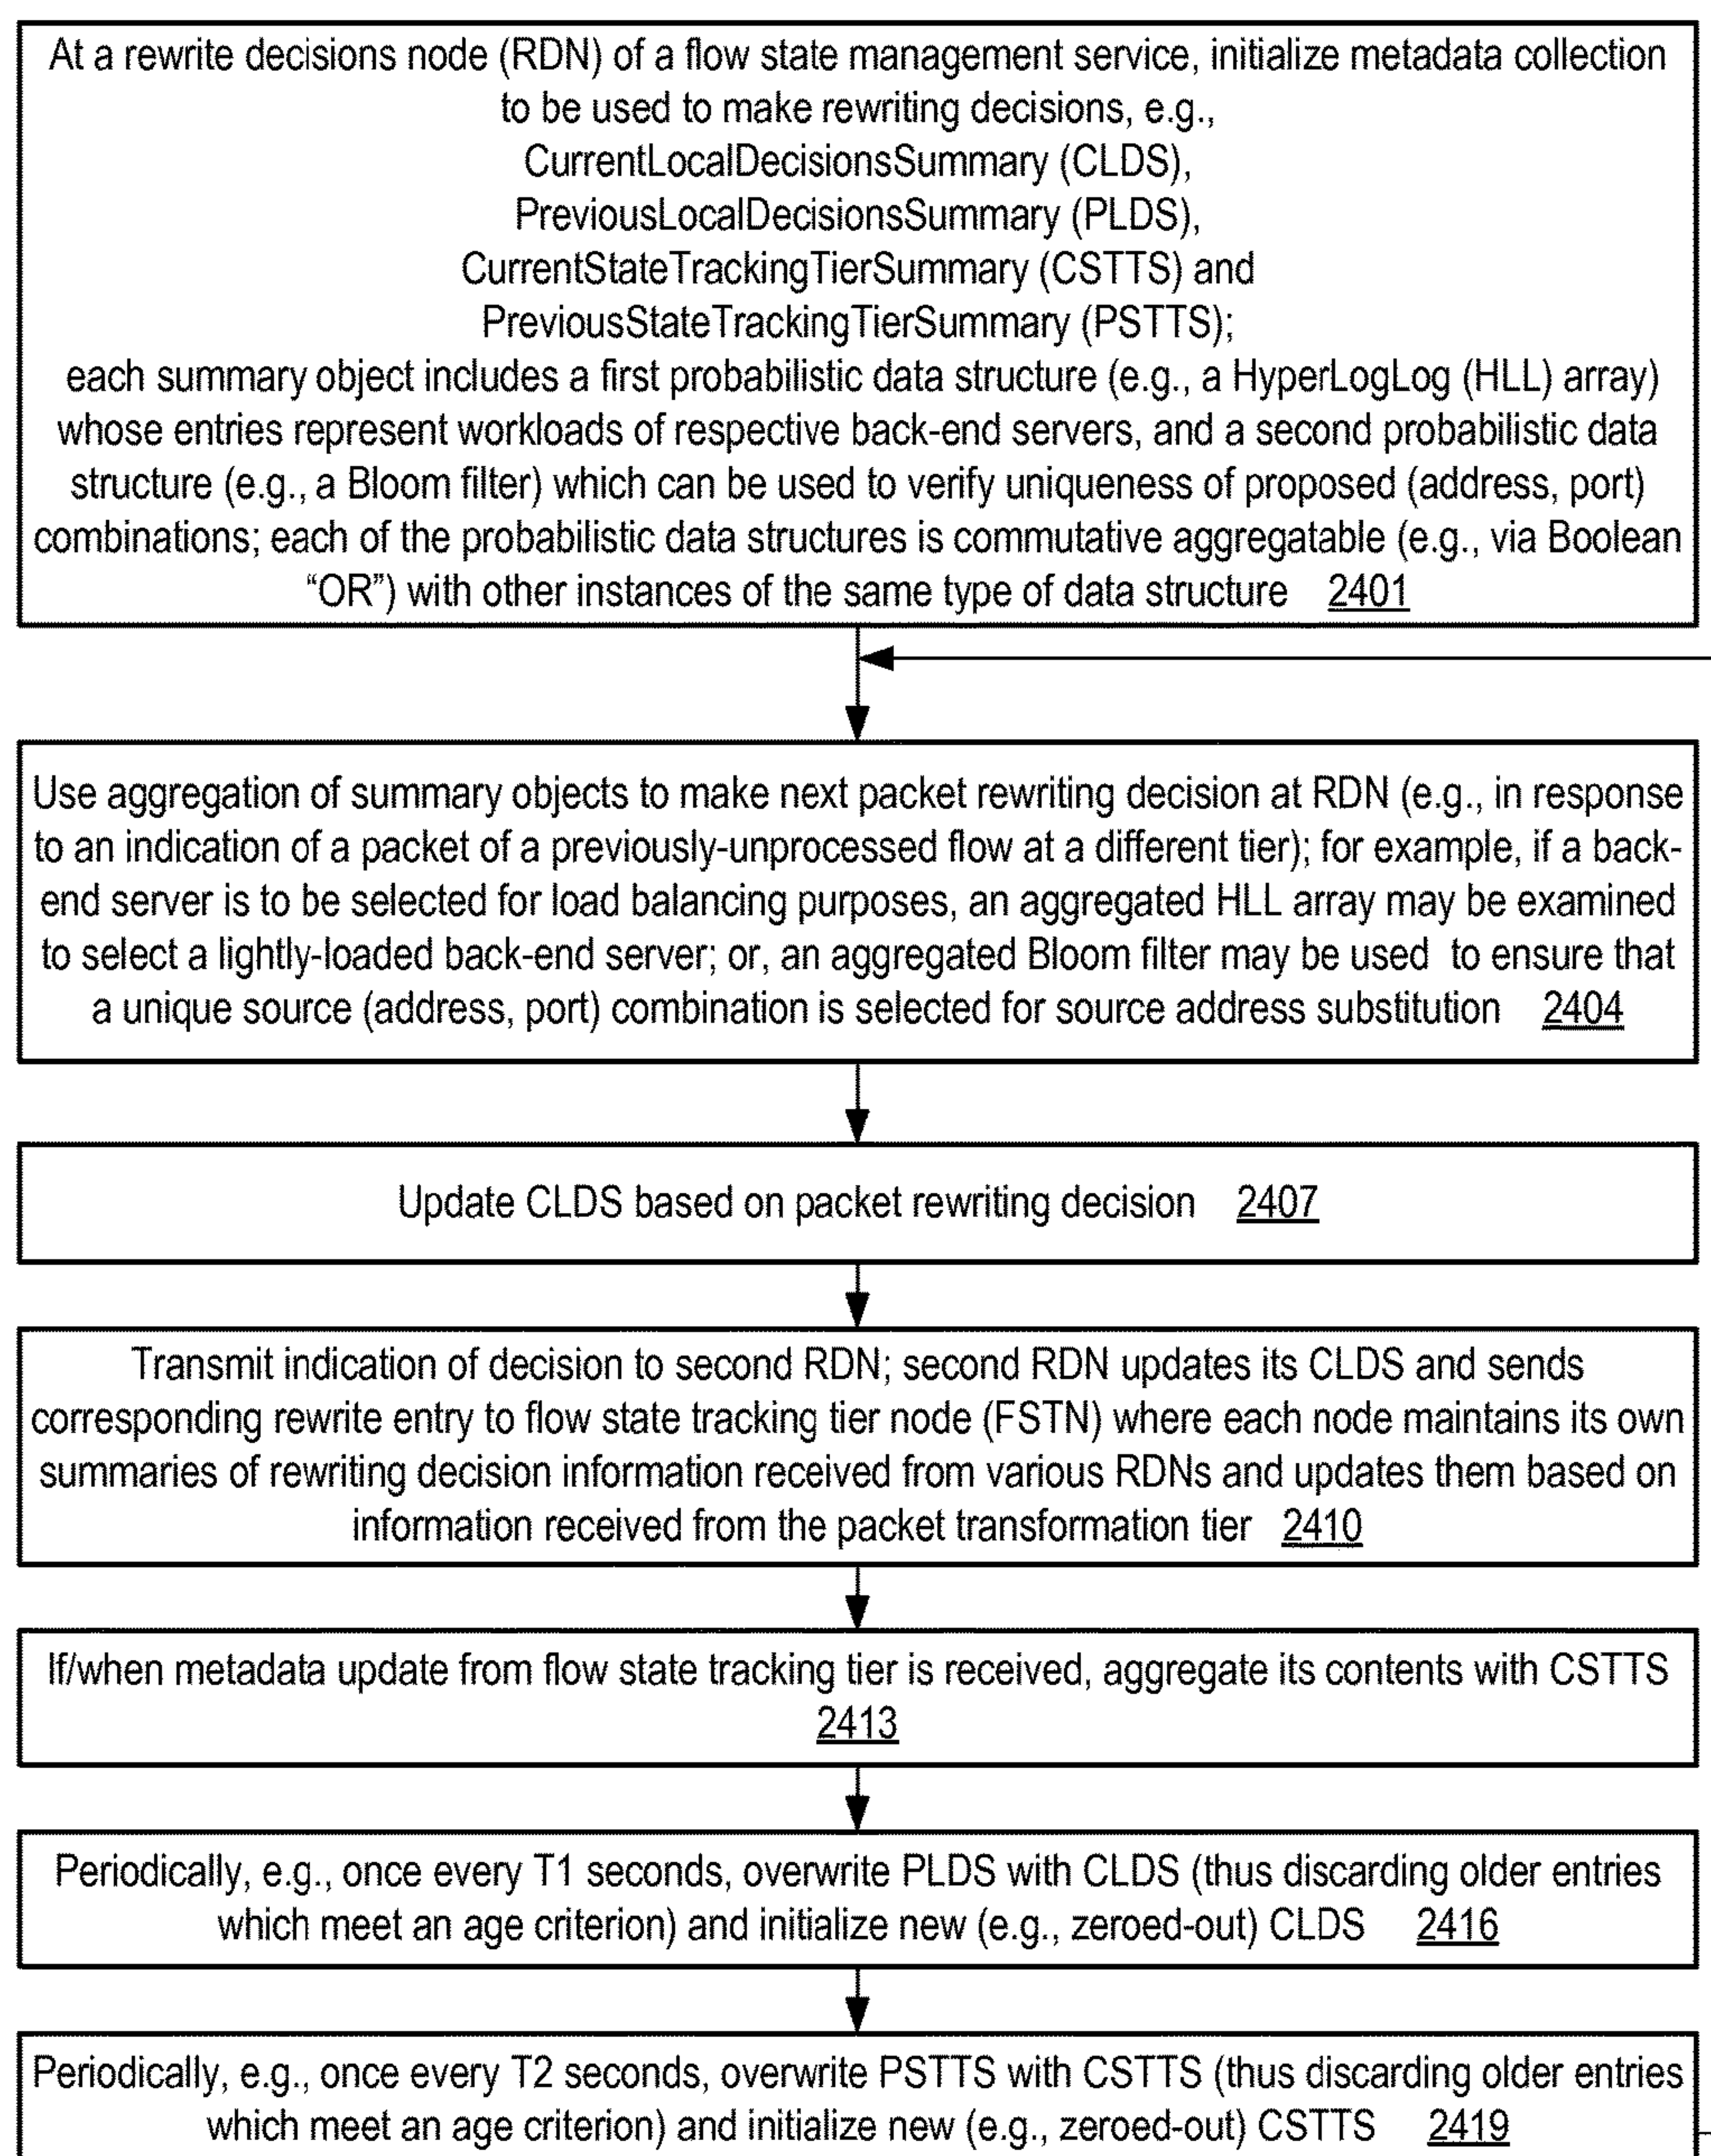 At a rewrite decisions node (RDN) of a flow state management service, initialize metadata collection
to be used to make rewriting decisions, e.g.,
CurrentLocalDecisionsSummary (CLDS),
PreviousLocalDecisionsSummary (PLDS),
CurrentStateTrackingTierSummary (CSTTS) and
PreviousStateTrackingTierSummary (PSTTS);
each summary object includes a first probabilistic data structure (e.g., a HyperLogLog (HLL) array)
whose entries represent workloads of respective back-end servers, and a second probabilistic data
structure (e.g., a Bloom filter) which can be used to verify uniqueness of proposed (address, port)
combinations; each of the probabilistic data structures is commutative aggregatable (e.g., via Boolean
“OR”) with other instances of the same type of data structure 2401
Use aggregation of summary objects to make next packet rewriting decision at RDN (e.g., in response
to an indication of a packet of a previously-unprocessed flow at a different tier); for example, if a back-
end server is to be selected for load balancing purposes, an aggregated HLL array may be examined
to select a lightly-loaded back-end server; or, an aggregated Bloom filter may be used to ensure that
a unique source (address, port) combination is selected for source address substitution 2404
Update CLDS based on packet rewriting decision 2407
Transmit indication of decision to second RDN; second RDN updates its CLDS and sends
corresponding rewrite entry to flow state tracking tier node (FSTN) where each node maintains its own
summaries of rewriting decision information received from various RDNs and updates them based on
information received from the packet transformation tier 2410
If/when metadata update from flow state tracking tier is received, aggregate its contents with CSTTS
2413
Periodically, e.g., once every T1 seconds, overwrite PLDS with CLDS (thus discarding older entries
which meet an age criterion) and initialize new (e.g., zeroed-out) CLDS 2416
Periodically, e.g., once every T2 seconds, overwrite PSTTS with CSTTS (thus discarding older entries
which meet an age criterion) and initialize new (e.g., zeroed-out) CSTTS 2419